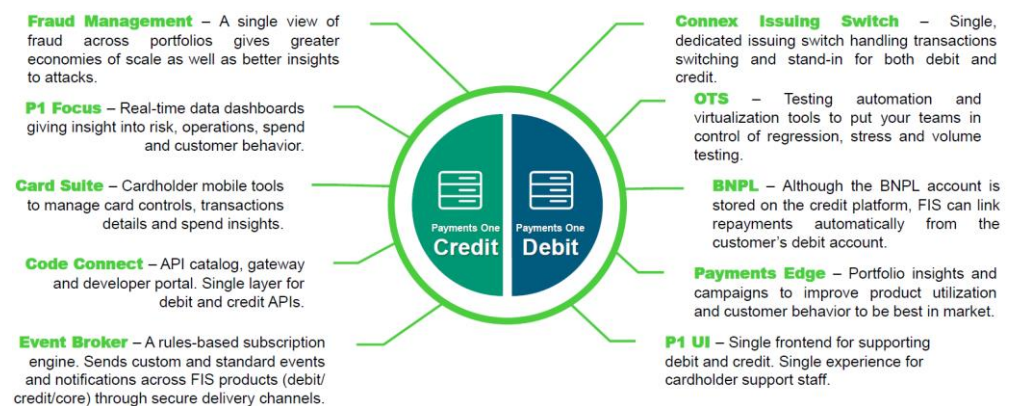 Fraud Management – A single view of
fraud across portfolios gives greater
economies of scale as well as better insights
to attacks.
P1 Focus – Real-time data dashboards
giving insight into risk, operations, spend
and customer behavior.
Card Suite – Cardholder mobile tools
to manage card controls, transactions
details and spend insights.
Code Connect – API catalog, gateway
and developer portal. Single layer for
debit and credit APIs.
Event Broker – A rules-based subscription
engine. Sends custom and standard events
and notifications across FIS products (debit/
credit/core) through secure delivery channels.
Payments One
Credit
Payments One
Debit
Connex Issuing Switch – Single,
dedicated issuing switch handling transactions
switching and stand-in for both debit and
credit.
OTS – Testing automation and
virtualization tools to put your teams in
control of regression, stress and volume
testing.
BNPL – Although the BNPL account is
stored on the credit platform, FIS can link
repayments automatically from the
customer's debit account.
Payments Edge – Portfolio insights and
campaigns to improve product utilization
and customer behavior to be best in market.
P1 UI – Single frontend for supporting
debit and credit. Single experience for
cardholder support staff.